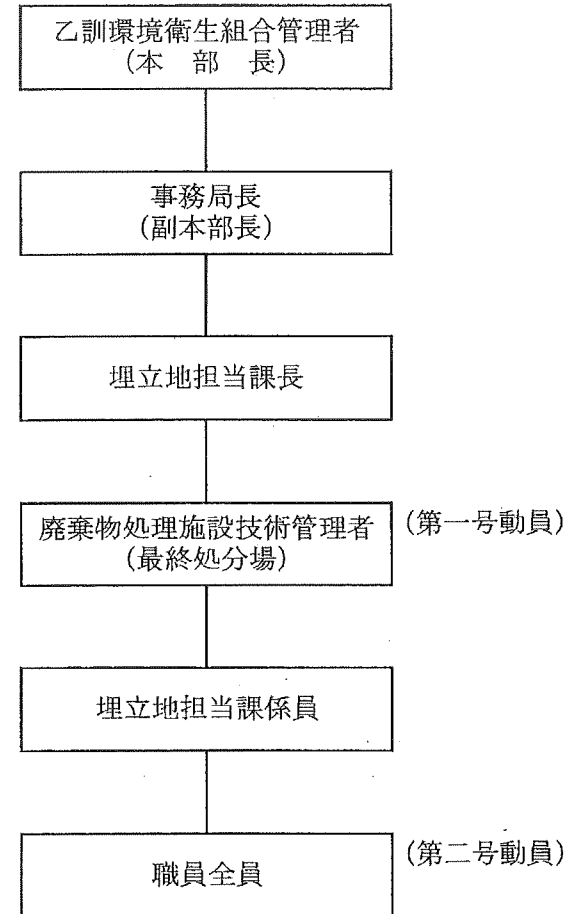 乙訓環境衛生組合管理者
(本　部　長)
事務局長
(副本部長)
埋立地担当課長
廃棄物処理施設技術管理者
(最終処分場)
(第一号動員)
埋立地担当課係員
職員全員
(第二号動員)